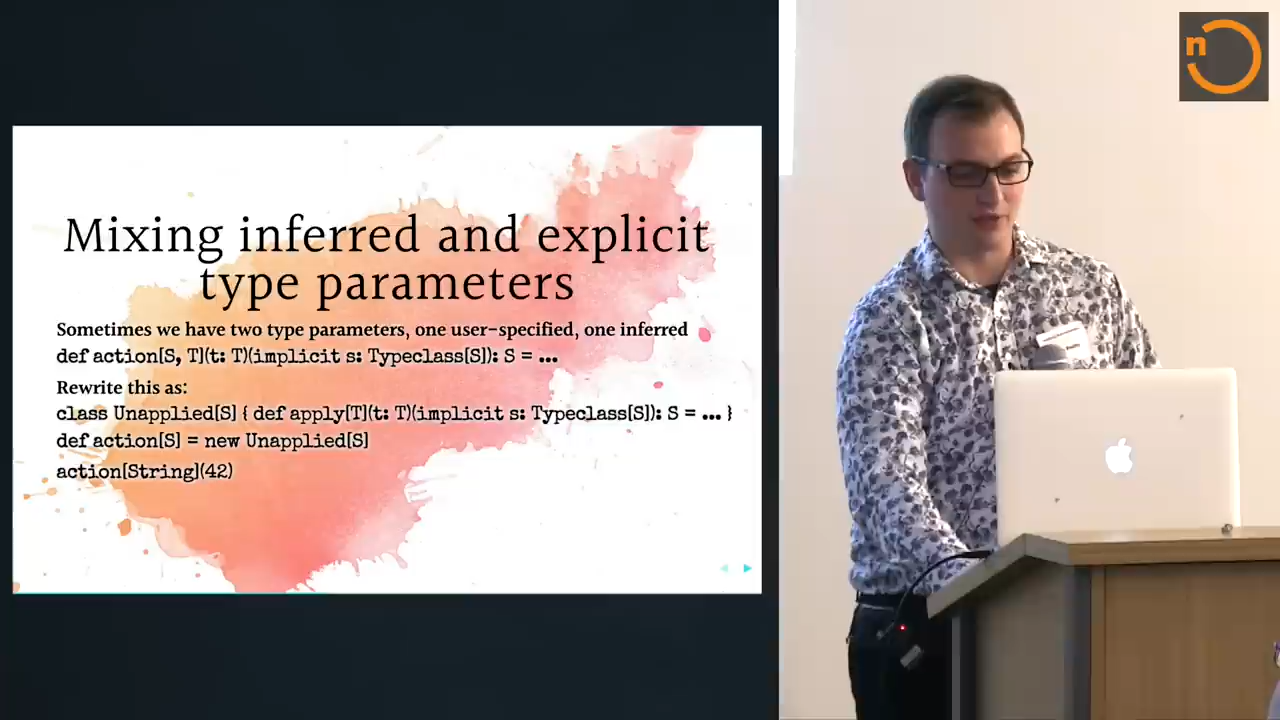 Mixing inferred and explicit
type parameters
Sometimes we have two type parameters, one user-specified, one inferred
def action[S, T](t: T)(implicit s: Typeclass[S]): S = ...
Rewrite this as:
class Unapplied[S] { def apply[T](t: T)(implicit s: Typeclass[S]): S = ... }
def action[S] = new Unapplied[S]
action[String](42)
n